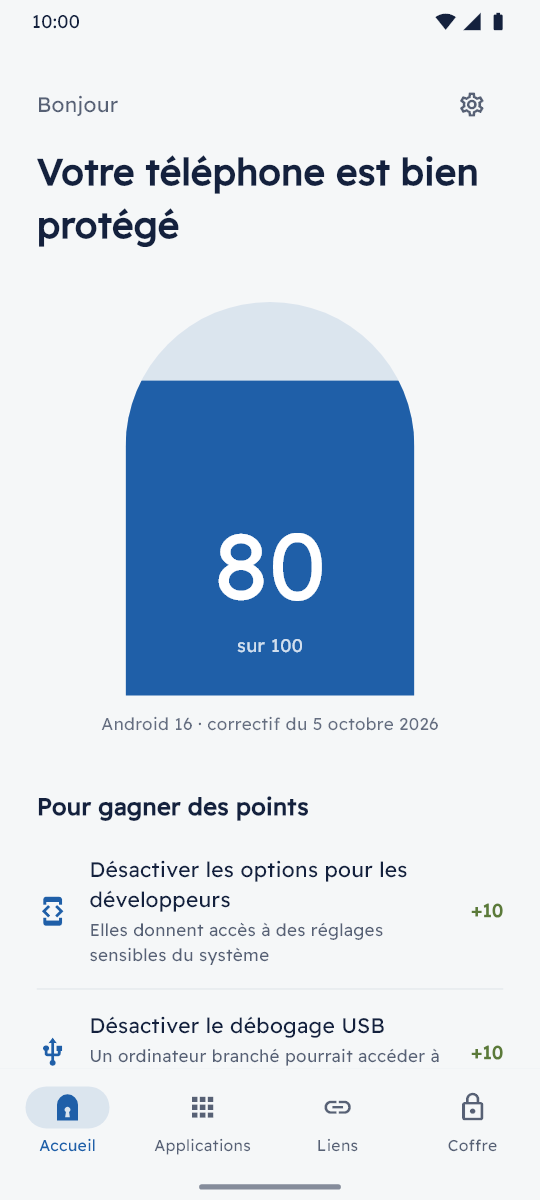 10:00
Bonjour
Votre téléphone est bien
protégé
80
sur 100
Android 16 · correctif du 5 octobre 2026
Pour gagner des points
Désactiver les options pour les
développeurs
Elles donnent accès à des réglages
sensibles du système
+10
Désactiver le débogage USB
Un ordinateur branché pourrait accéder à
+10
Accueil
Applications
Liens
Coffre